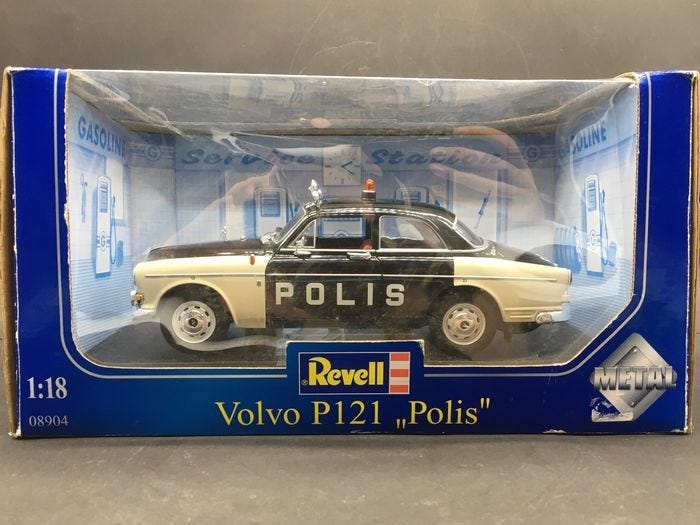 GASOLINE
Service Station
GASOLINE
POLIS
Revell
METAL
1:18
Volvo P121 „Polis"
08904